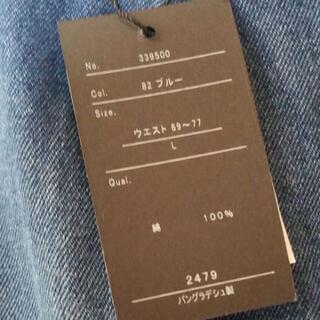 No. 339500
Col. 82 ブルー
Size.
ウエスト 69〜77
L
Qual.
綿 100%
2479
バングラデシュ製